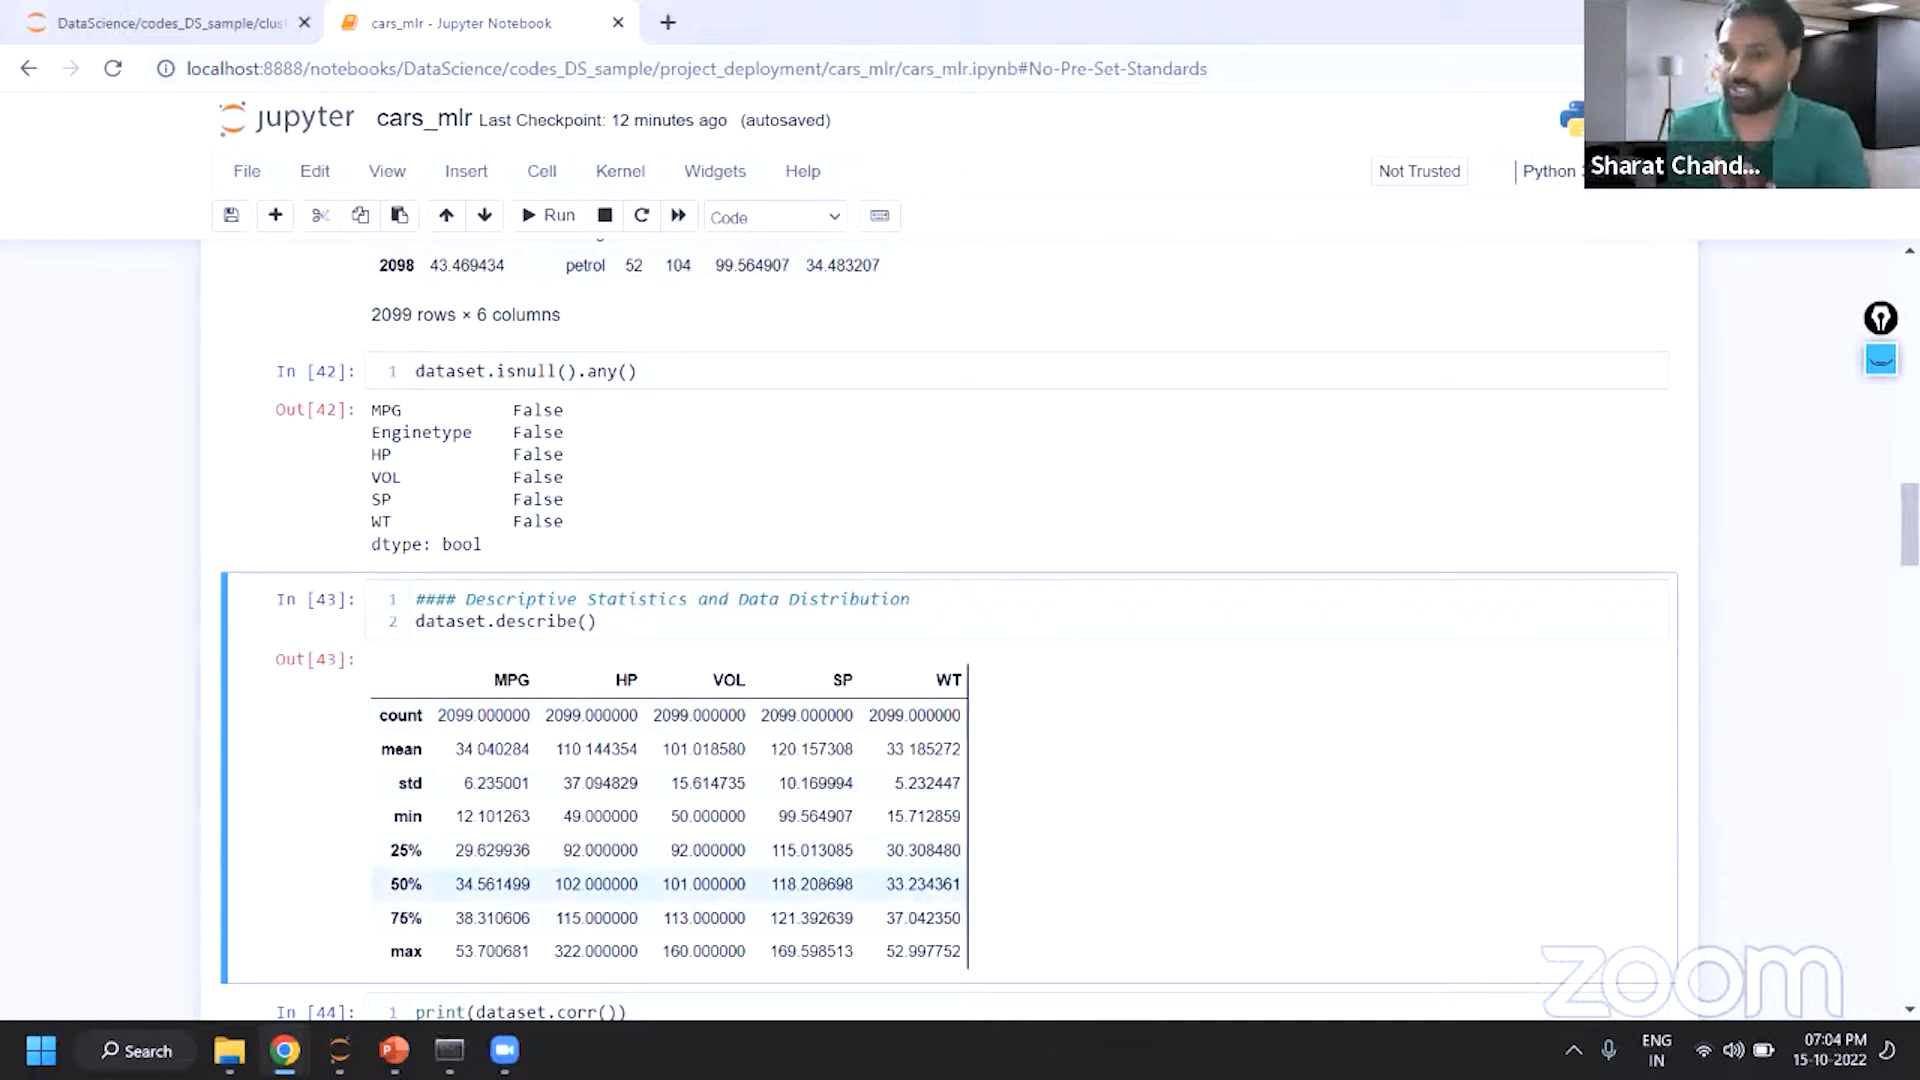 DataScience/codes_DS_sample/clus
cars_mlr - Jupyter Notebook
localhost:8888/notebooks/DataScience/codes_DS_sample/project_deployment/cars_mlr/cars_mlr.ipynb#No-Pre-Set-Standards
jupyter cars_mlr Last Checkpoint: 12 minutes ago (autosaved)
Sharat Chand...
File Edit View Insert Cell Kernel Widgets Help Not Trusted Python
Run Code
2098 43.469434 petrol 52 104 99.564907 34.483207
2099 rows × 6 columns
In [42]: 1 dataset.isnull().any()
Out[42]: MPG False
Enginetype False
HP False
VOL False
SP False
WT False
dtype: bool
In [43]: 1 #### Descriptive Statistics and Data Distribution
2 dataset.describe()
Out[43]:
MPG HP VOL SP WT
count 2099.000000 2099.000000 2099.000000 2099.000000 2099.000000
mean 34.040284 110.144354 101.018580 120.157308 33.185272
std 6.235001 37.094829 15.614735 10.169994 5.232447
min 12.101263 49.000000 50.000000 99.564907 15.712859
25% 29.629936 92.000000 92.000000 115.013085 30.308480
50% 34.561499 102.000000 101.000000 118.208698 33.234361
75% 38.310606 115.000000 113.000000 121.392639 37.042350
max 53.700681 322.000000 160.000000 169.598513 52.997752
In [44]: 1 print(dataset.corr())
zoom
Search
ENG
IN
07:04 PM
15-10-2022